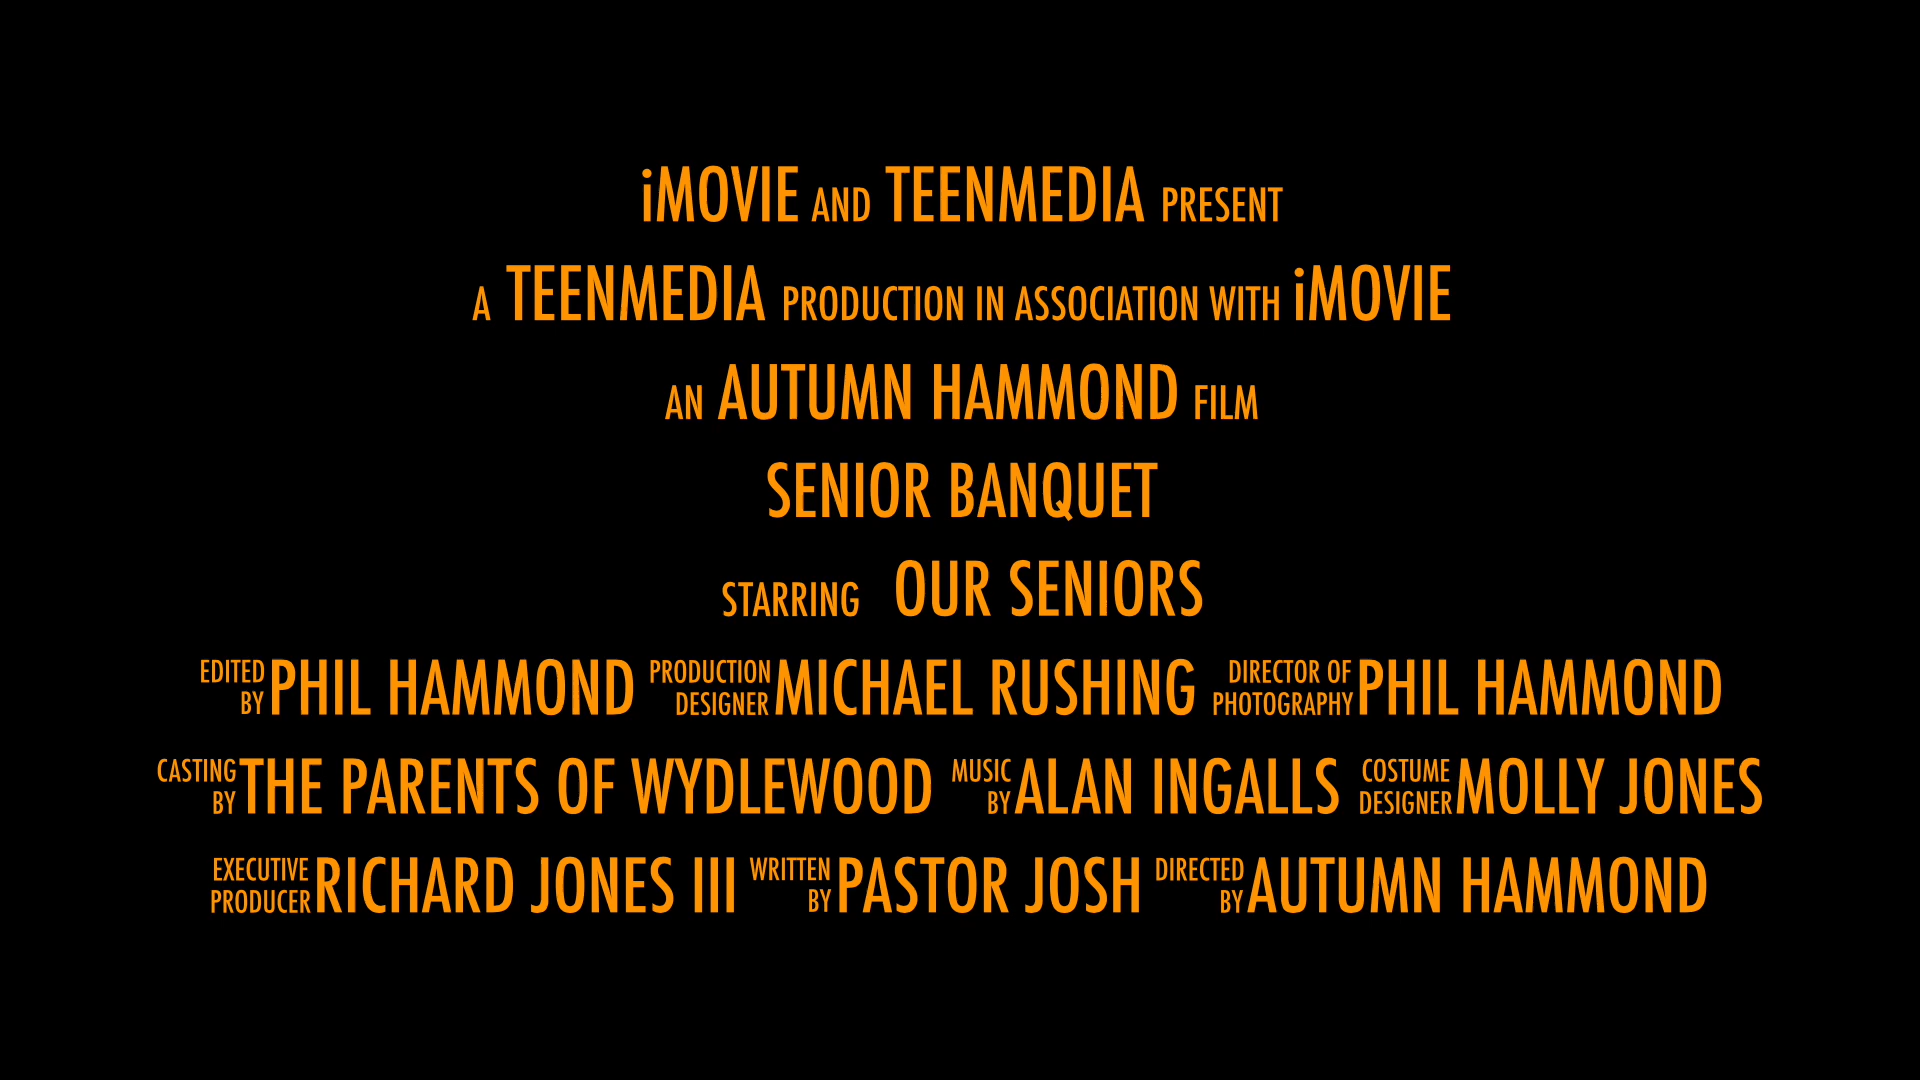 iMOVIE AND TEENMEDIA PRESENT
A TEENMEDIA PRODUCTION IN ASSOCIATION WITH iMOVIE
AN AUTUMN HAMMOND FILM
SENIOR BANQUET
STARRING OUR SENIORS
EDITED BY PHIL HAMMOND PRODUCTION DESIGNER MICHAEL RUSHING DIRECTOR OF PHOTOGRAPHY PHIL HAMMOND
CASTING BY THE PARENTS OF WYDLEWOOD MUSIC BY ALAN INGALLS COSTUME DESIGNER MOLLY JONES
EXECUTIVE PRODUCER RICHARD JONES III WRITTEN BY PASTOR JOSH DIRECTED BY AUTUMN HAMMOND